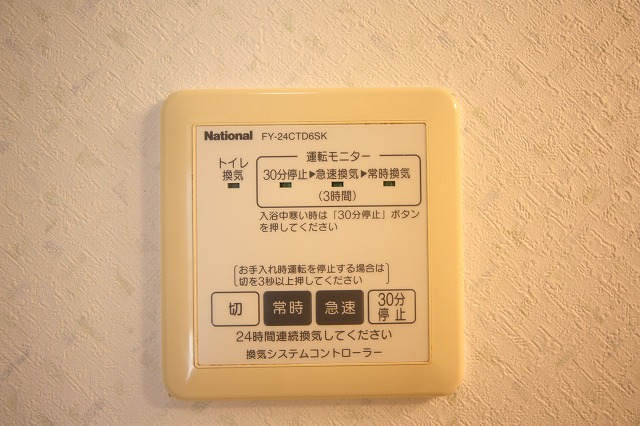 National FY-24CTD6SK
トイレ
換気
運転モニター
30分停止▶急速換気▶常時換気
(3時間)
入浴中寒い時は「30分停止」ボタン
を押してください
お手入れ時運転を停止する場合は
切を3秒以上押してください
切 常時 急速 30分
停止
24時間連続換気してください
換気システムコントローラー